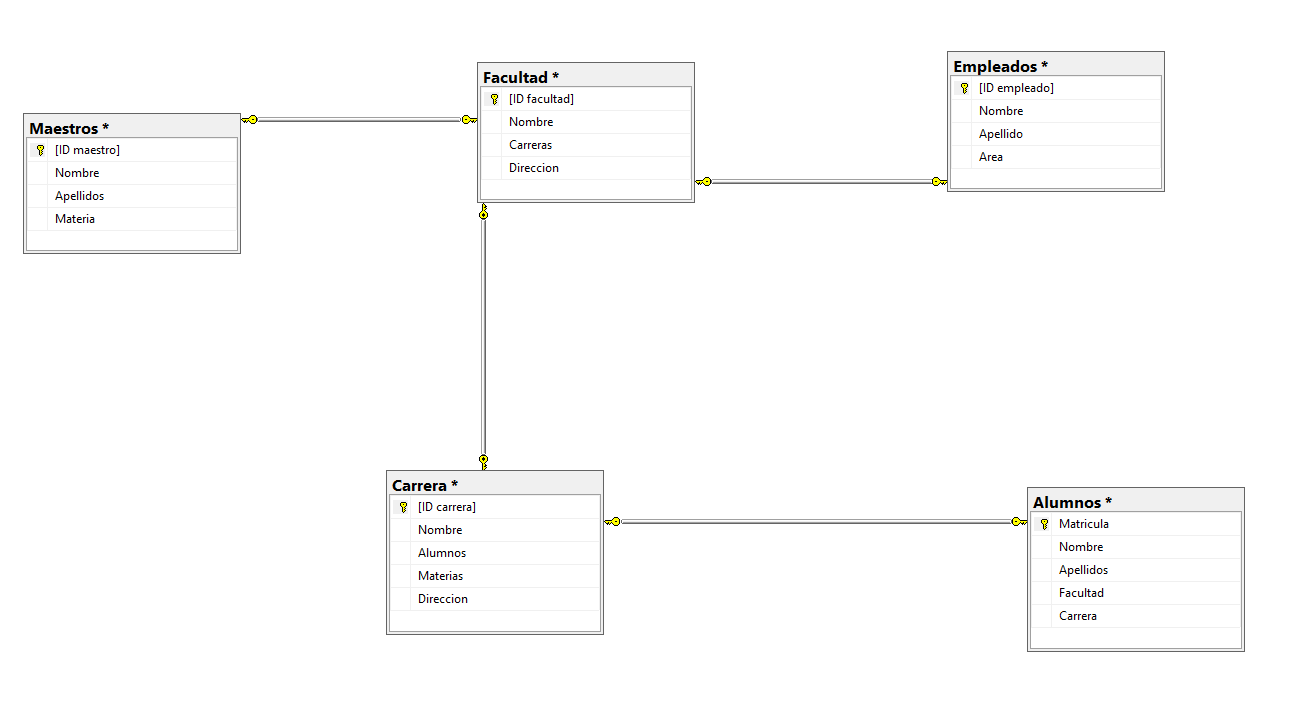 Maestros *
[ID maestro]
Nombre
Apellidos
Materia
Facultad *
[ID facultad]
Nombre
Carreras
Direccion
Empleados *
[ID empleado]
Nombre
Apellido
Area
Carrera *
[ID carrera]
Nombre
Alumnos
Materias
Direccion
Alumnos *
Matricula
Nombre
Apellidos
Facultad
Carrera